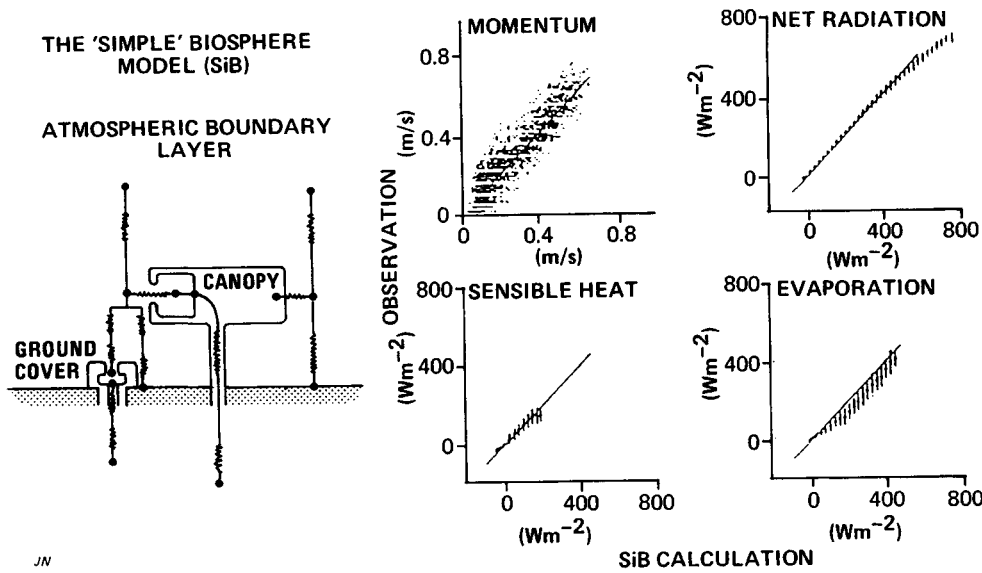 THE 'SIMPLE' BIOSPHERE
MODEL (SiB)
ATMOSPHERIC BOUNDARY
LAYER
CANOPY
GROUND
COVER
JN
OBSERVATION
MOMENTUM
0.8
0.4
0
(m/s)
0
0.4
0.8
(m/s)
NET RADIATION
800
400
0
(Wm−2)
0
400
800
(Wm−2)
SENSIBLE HEAT
800
400
0
(Wm−2)
0
400
(Wm−2)
EVAPORATION
800
400
0
(Wm−2)
0
400
800
(Wm−2)
SiB CALCULATION